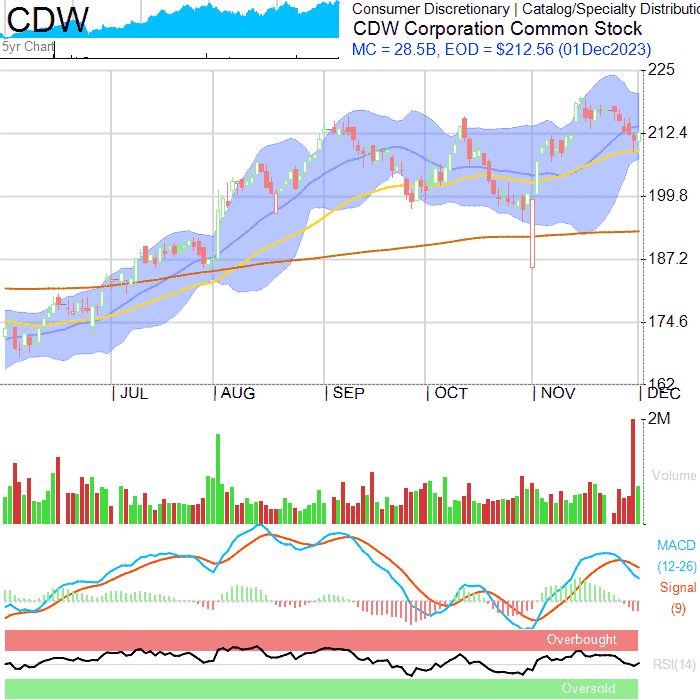 CDW
5yr Chart
Consumer Discretionary | Catalog/Specialty Distributio
CDW Corporation Common Stock
MC = 28.5B, EOD = $212.56 (01Dec2023)
225
212.4
199.8
187.2
174.6
162
JUL AUG SEP OCT NOV DEC
2M
Volume
MACD
(12-26)
Signal
(9)
Overbought
RSI(14)
Oversold